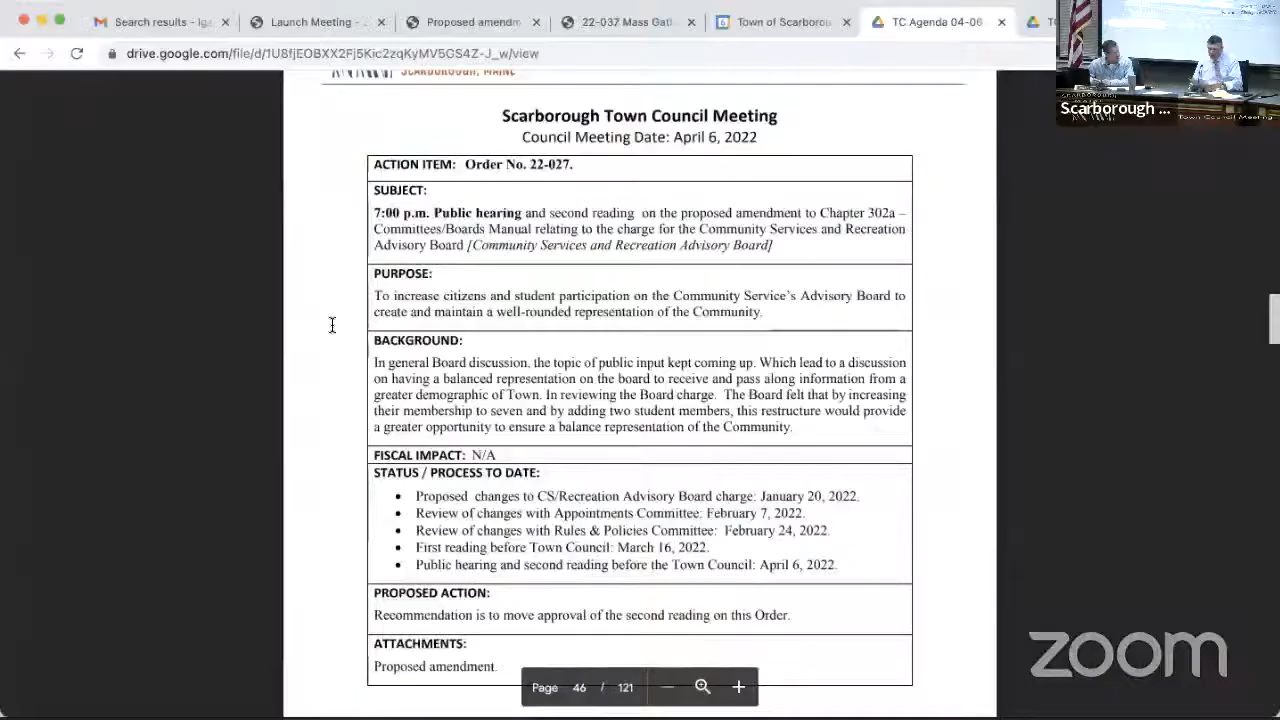 Search results - lga
Launch Meeting - Z
Proposed amendm
22-037 Mass Gat
Town of Scarborou
TC Agenda 04-06
drive.google.com/file/d/1U8fjEOBXX2Fj5Kic2zqKyMV5GS4Z-J_w/view
SCARBOROUGH, MAINE
Scarborough ...
Town Council Meeting
Scarborough Town Council Meeting
Council Meeting Date: April 6, 2022
ACTION ITEM: Order No. 22-027.
SUBJECT:
7:00 p.m. Public hearing and second reading on the proposed amendment to Chapter 302a –
Committees/Boards Manual relating to the charge for the Community Services and Recreation
Advisory Board [Community Services and Recreation Advisory Board]
PURPOSE:
To increase citizens and student participation on the Community Service's Advisory Board to
create and maintain a well-rounded representation of the Community.
BACKGROUND:
In general Board discussion, the topic of public input kept coming up. Which lead to a discussion
on having a balanced representation on the board to receive and pass along information from a
greater demographic of Town. In reviewing the Board charge. The Board felt that by increasing
their membership to seven and by adding two student members, this restructure would provide
a greater opportunity to ensure a balance representation of the Community.
FISCAL IMPACT: N/A
STATUS / PROCESS TO DATE:
• Proposed changes to CS/Recreation Advisory Board charge: January 20, 2022.
• Review of changes with Appointments Committee: February 7, 2022.
• Review of changes with Rules & Policies Committee: February 24, 2022.
• First reading before Town Council: March 16, 2022.
• Public hearing and second reading before the Town Council: April 6, 2022.
PROPOSED ACTION:
Recommendation is to move approval of the second reading on this Order.
ATTACHMENTS:
Proposed amendment.
Page 46 / 121
zoom